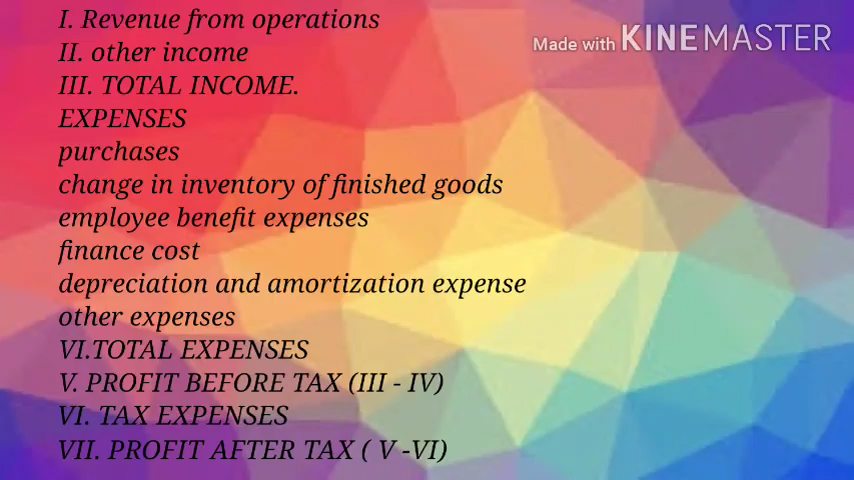 I. Revenue from operations
Made with KINEMASTER
II. other income
III. TOTAL INCOME.
EXPENSES
purchases
change in inventory of finished goods
employee benefit expenses
finance cost
depreciation and amortization expense
other expenses
VI.TOTAL EXPENSES
V. PROFIT BEFORE TAX (III - IV)
VI. TAX EXPENSES
VII. PROFIT AFTER TAX ( V -VI)